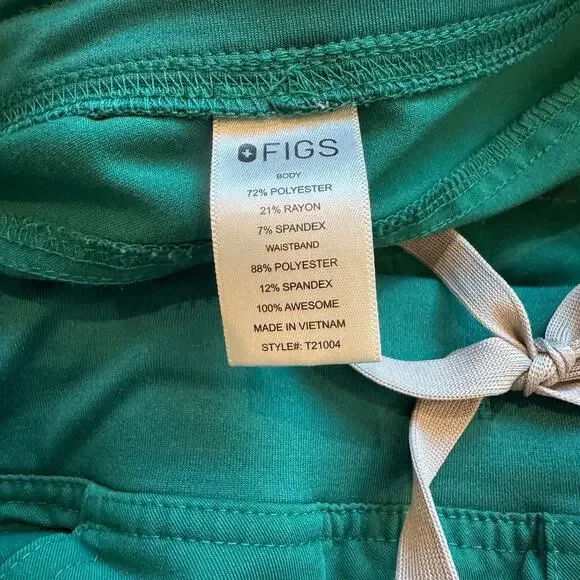 FIGS
BODY
72% POLYESTER
21% RAYON
7% SPANDEX
WAISTBAND
88% POLYESTER
12% SPANDEX
100% AWESOME
MADE IN VIETNAM
STYLE#: T21004